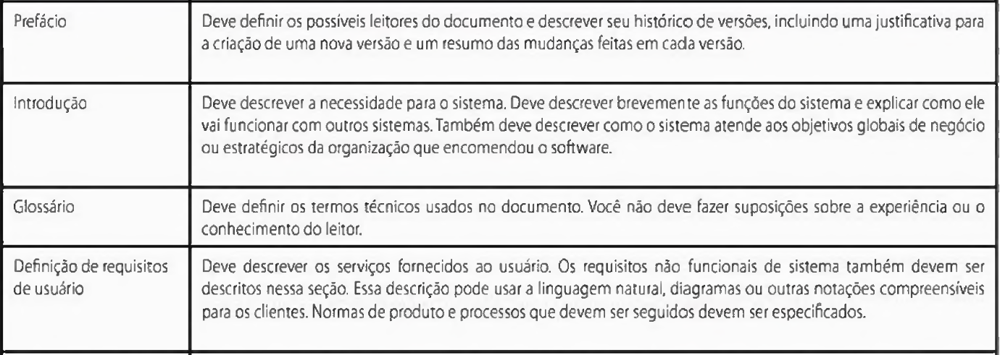 Prefácio
Deve definir os possíveis leitores do documento e descrever seu histórico de versões, incluindo uma justificativa para
a criação de uma nova versão e um resumo das mudanças feitas em cada versão.
Introdução
Deve descrever a necessidade para o sistema. Deve descrever brevemente as funções do sistema e explicar como ele
vai funcionar com outros sistemas. Também deve descrever como o sistema atende aos objetivos globais de negócio
ou estratégicos da organização que encomendou o software.
Glossário
Deve definir os termos técnicos usados no documento. Você não deve fazer suposições sobre a experiência ou o
conhecimento do leitor.
Definição de requisitos
de usuário
Deve descrever os serviços fornecidos ao usuário. Os requisitos não funcionais de sistema também devem ser
descritos nessa seção. Essa descrição pode usar a linguagem natural, diagramas ou outras notações compreensíveis
para os clientes. Normas de produto e processos que devem ser seguidos devem ser especificados.